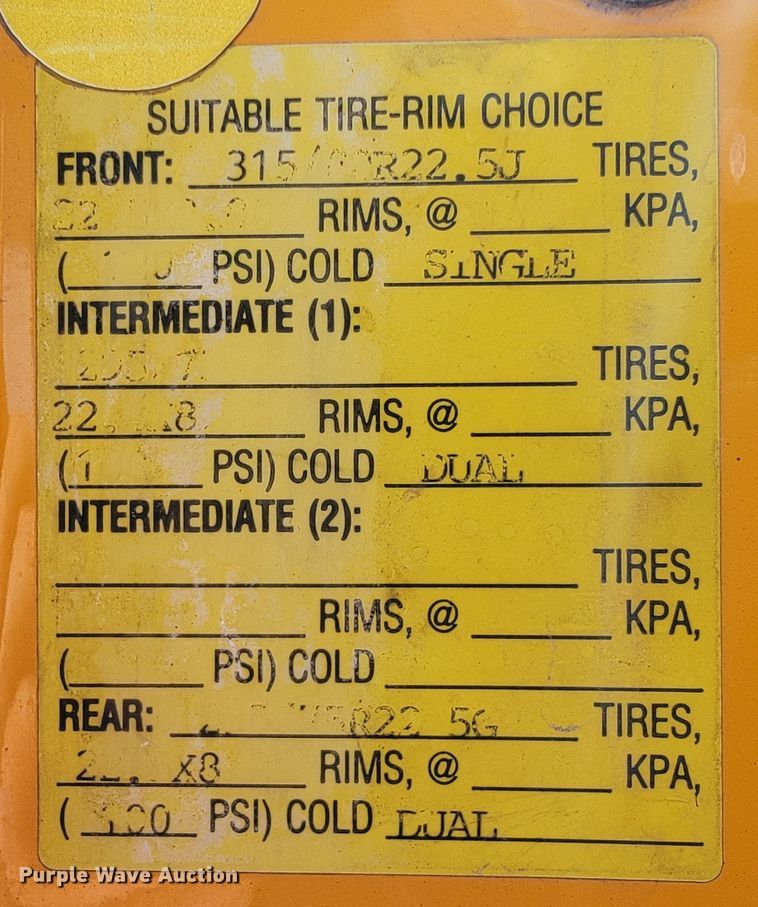 SUITABLE TIRE-RIM CHOICE
FRONT: TIRES,
RIMS, @ KPA,
( PSI) COLD SINGLE
INTERMEDIATE (1):
TIRES,
RIMS, @ KPA,
( PSI) COLD DUAL
INTERMEDIATE (2):
TIRES,
RIMS, @ KPA,
( PSI) COLD
REAR: TIRES,
RIMS, @ KPA,
( PSI) COLD DUAL
Purple Wave Auction